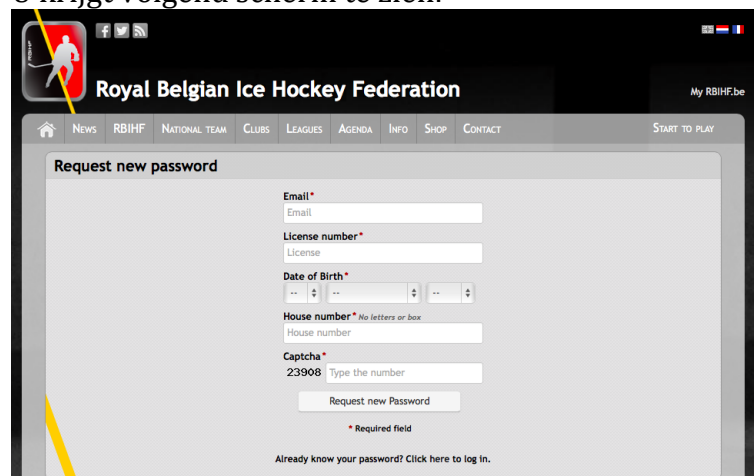 U krijgt volgend scherm te zien:
RBIHF
Royal Belgian Ice Hockey Federation
My RBIHF.be
News RBIHF National team Clubs Leagues Agenda Info Shop Contact Start to play
Request new password
Email*
Email
License number*
License
Date of Birth*
-- -- --
House number* No letters or box
House number
Captcha*
23908 Type the number
Request new Password
* Required field
Already know your password? Click here to log in.